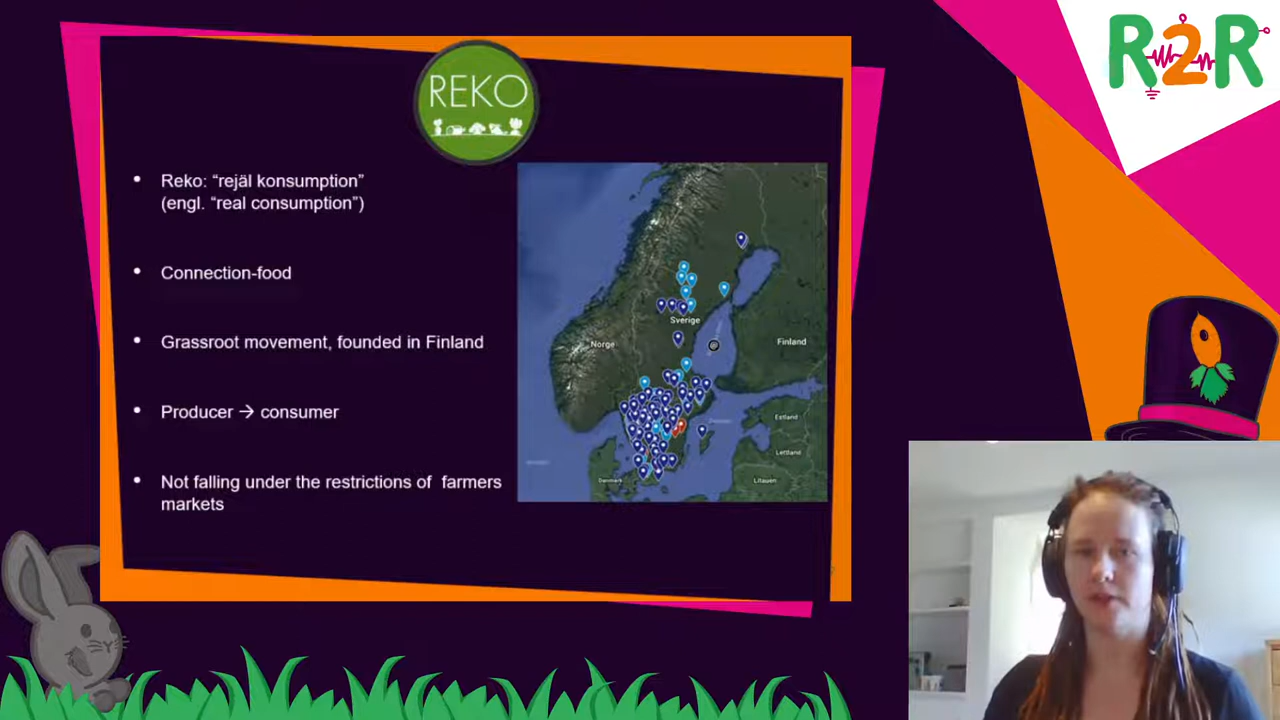 R2R
REKO
Reko: “rejäl konsumption”
(engl. “real consumption”)
Connection-food
Grassroot movement, founded in Finland
Producer → consumer
Not falling under the restrictions of farmers
markets
Sverige
Norge
Finland
Estland
Lettland
Danmark
Litauen